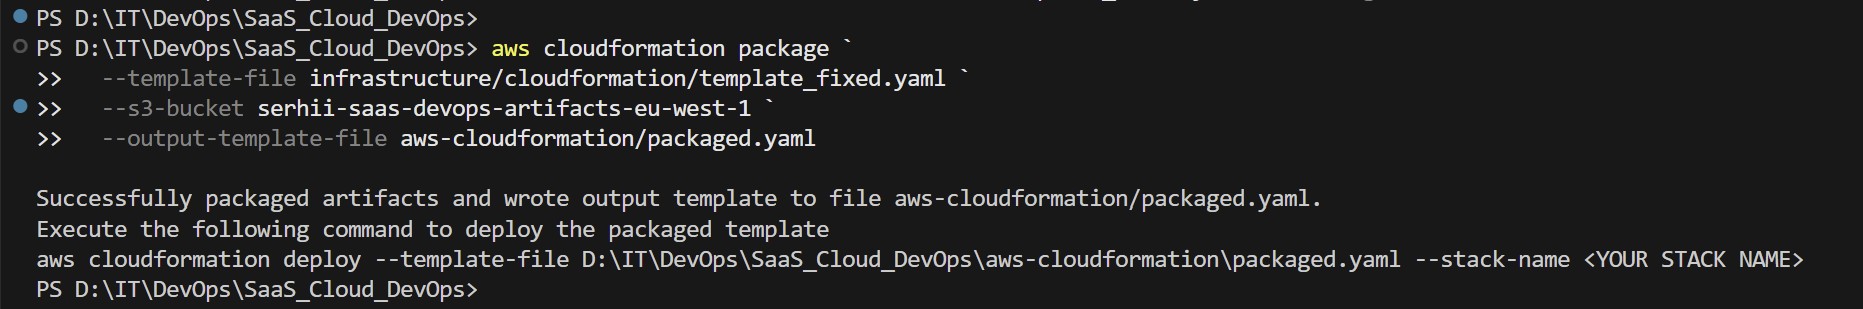 PS D:\IT\DevOps\SaaS_Cloud_DevOps>
PS D:\IT\DevOps\SaaS_Cloud_DevOps> aws cloudformation package `
>>   --template-file infrastructure/cloudformation/template_fixed.yaml `
>>   --s3-bucket serhii-saas-devops-artifacts-eu-west-1 `
>>   --output-template-file aws-cloudformation/packaged.yaml

Successfully packaged artifacts and wrote output template to file aws-cloudformation/packaged.yaml.
Execute the following command to deploy the packaged template
aws cloudformation deploy --template-file D:\IT\DevOps\SaaS_Cloud_DevOps\aws-cloudformation\packaged.yaml --stack-name <YOUR STACK NAME>
PS D:\IT\DevOps\SaaS_Cloud_DevOps>